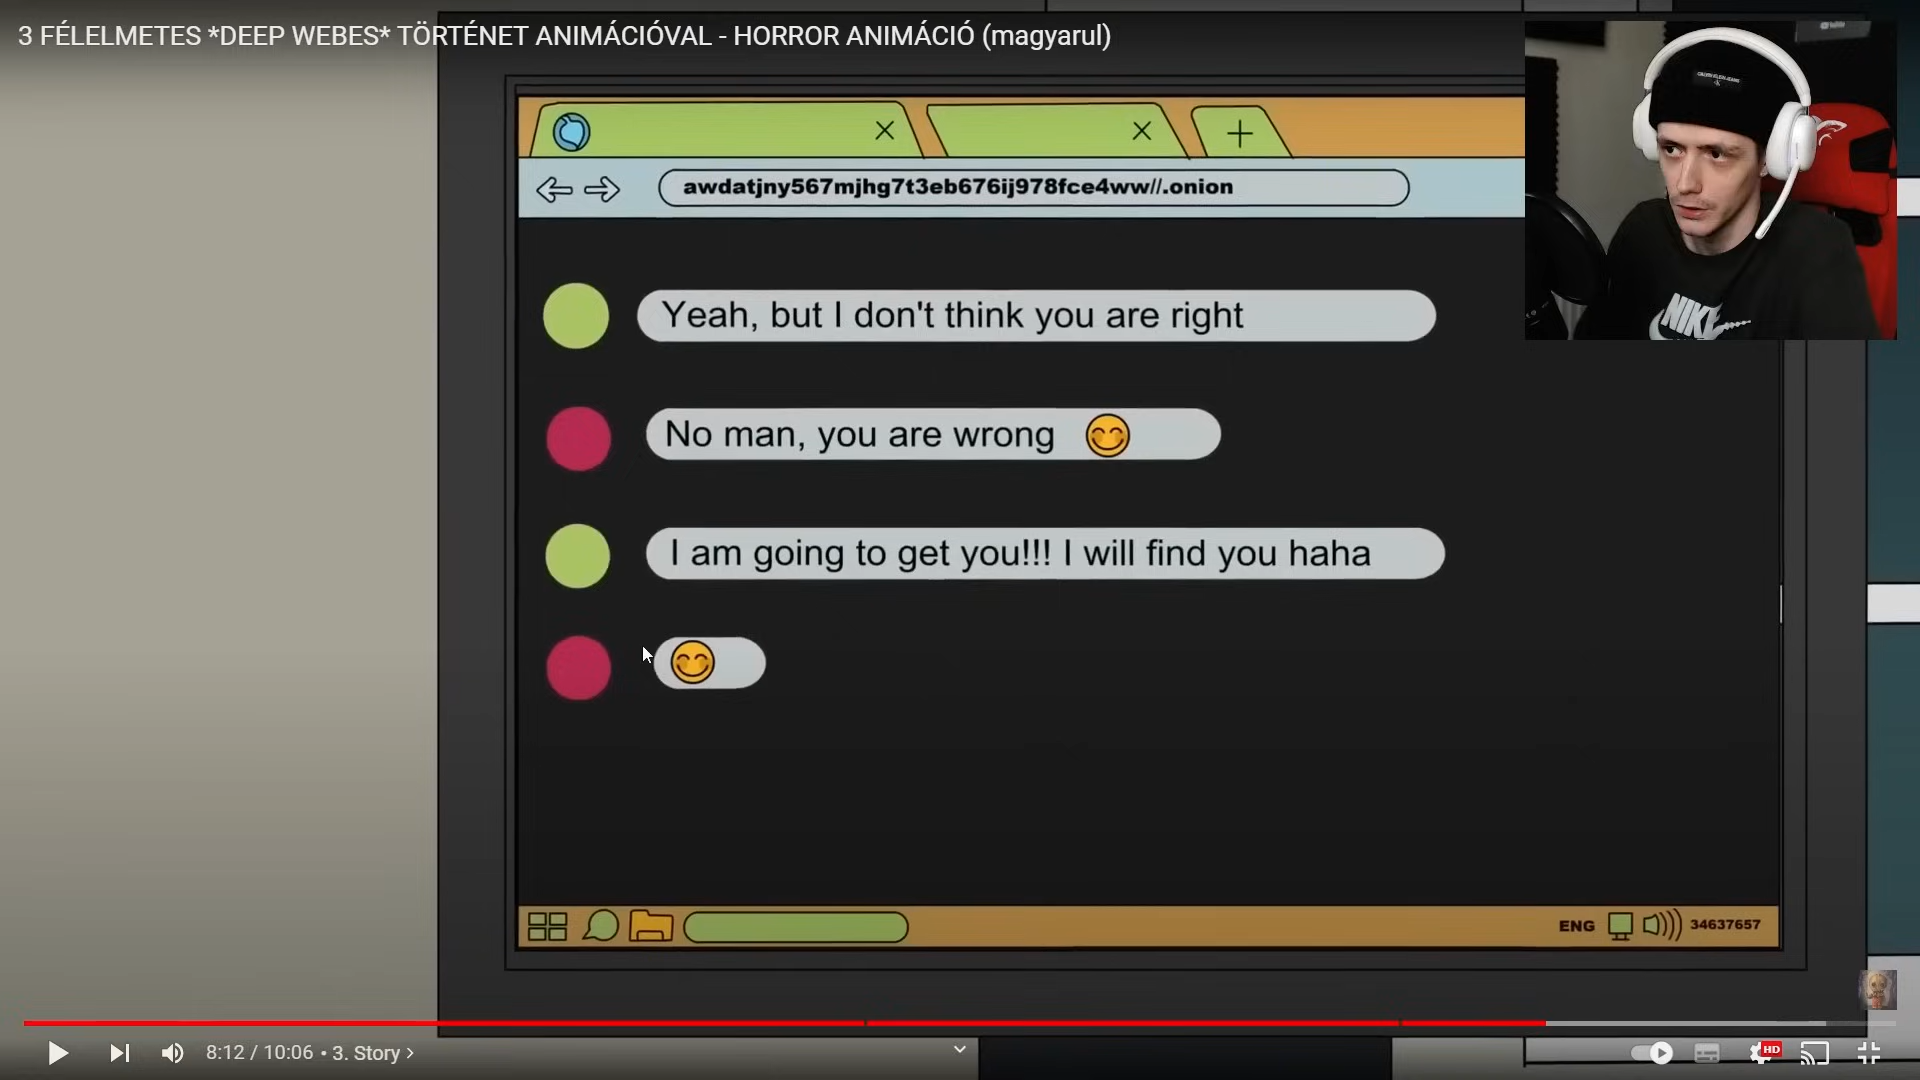 3 FÉLELMETES *DEEP WEBES* TÖRTÉNET ANIMÁCIÓVAL - HORROR ANIMÁCIÓ (magyarul)
awdatjny567mjhg7t3eb676ij978fce4ww//.onion
Yeah, but I don't think you are right
No man, you are wrong 😊
I am going to get you!!! I will find you haha
😊
NIKE
ENG 34637657
8:12 / 10:06 • 3. Story ›
HD